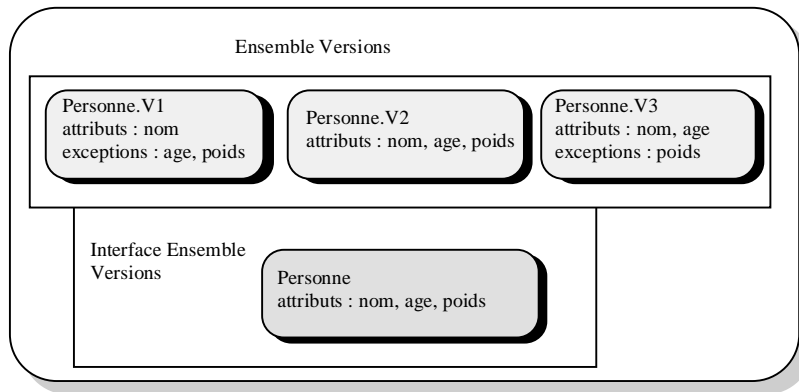 Ensemble Versions
Personne.V1
attributs : nom
exceptions : age, poids
Personne.V2
attributs : nom, age, poids
Personne.V3
attributs : nom, age
exceptions : poids
Interface Ensemble
Versions
Personne
attributs : nom, age, poids